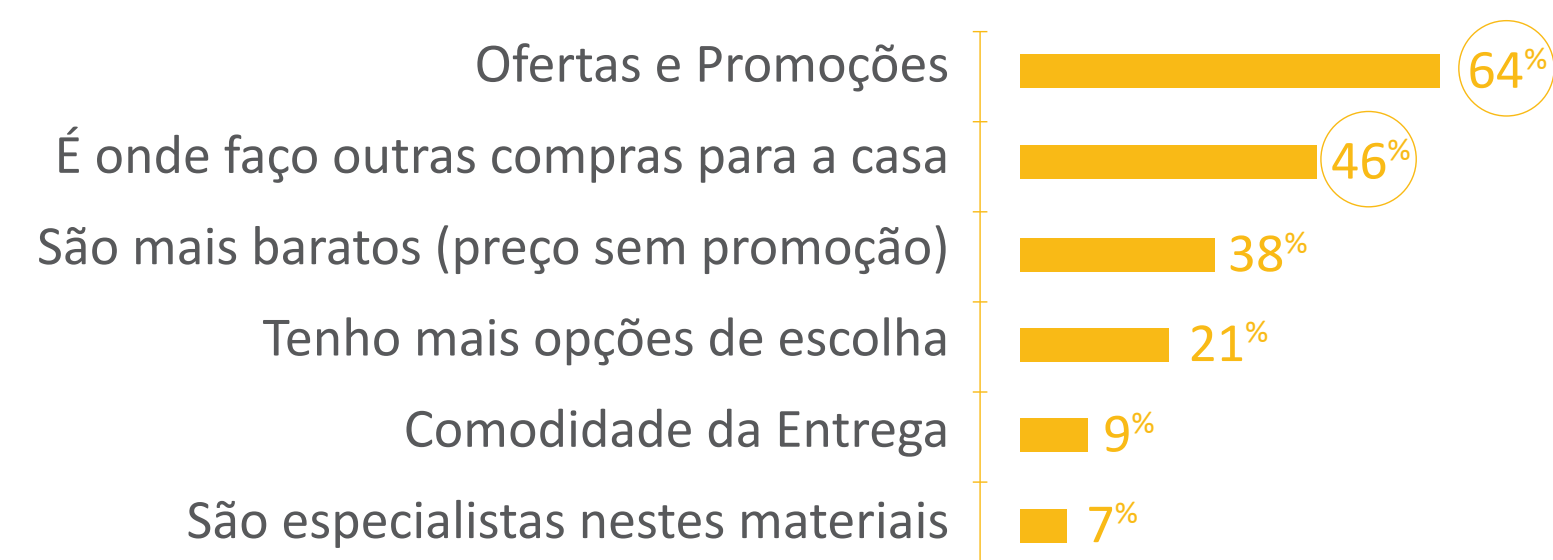 Ofertas e Promoções 64%
É onde faço outras compras para a casa 46%
São mais baratos (preço sem promoção) 38%
Tenho mais opções de escolha 21%
Comodidade da Entrega 9%
São especialistas nestes materiais 7%